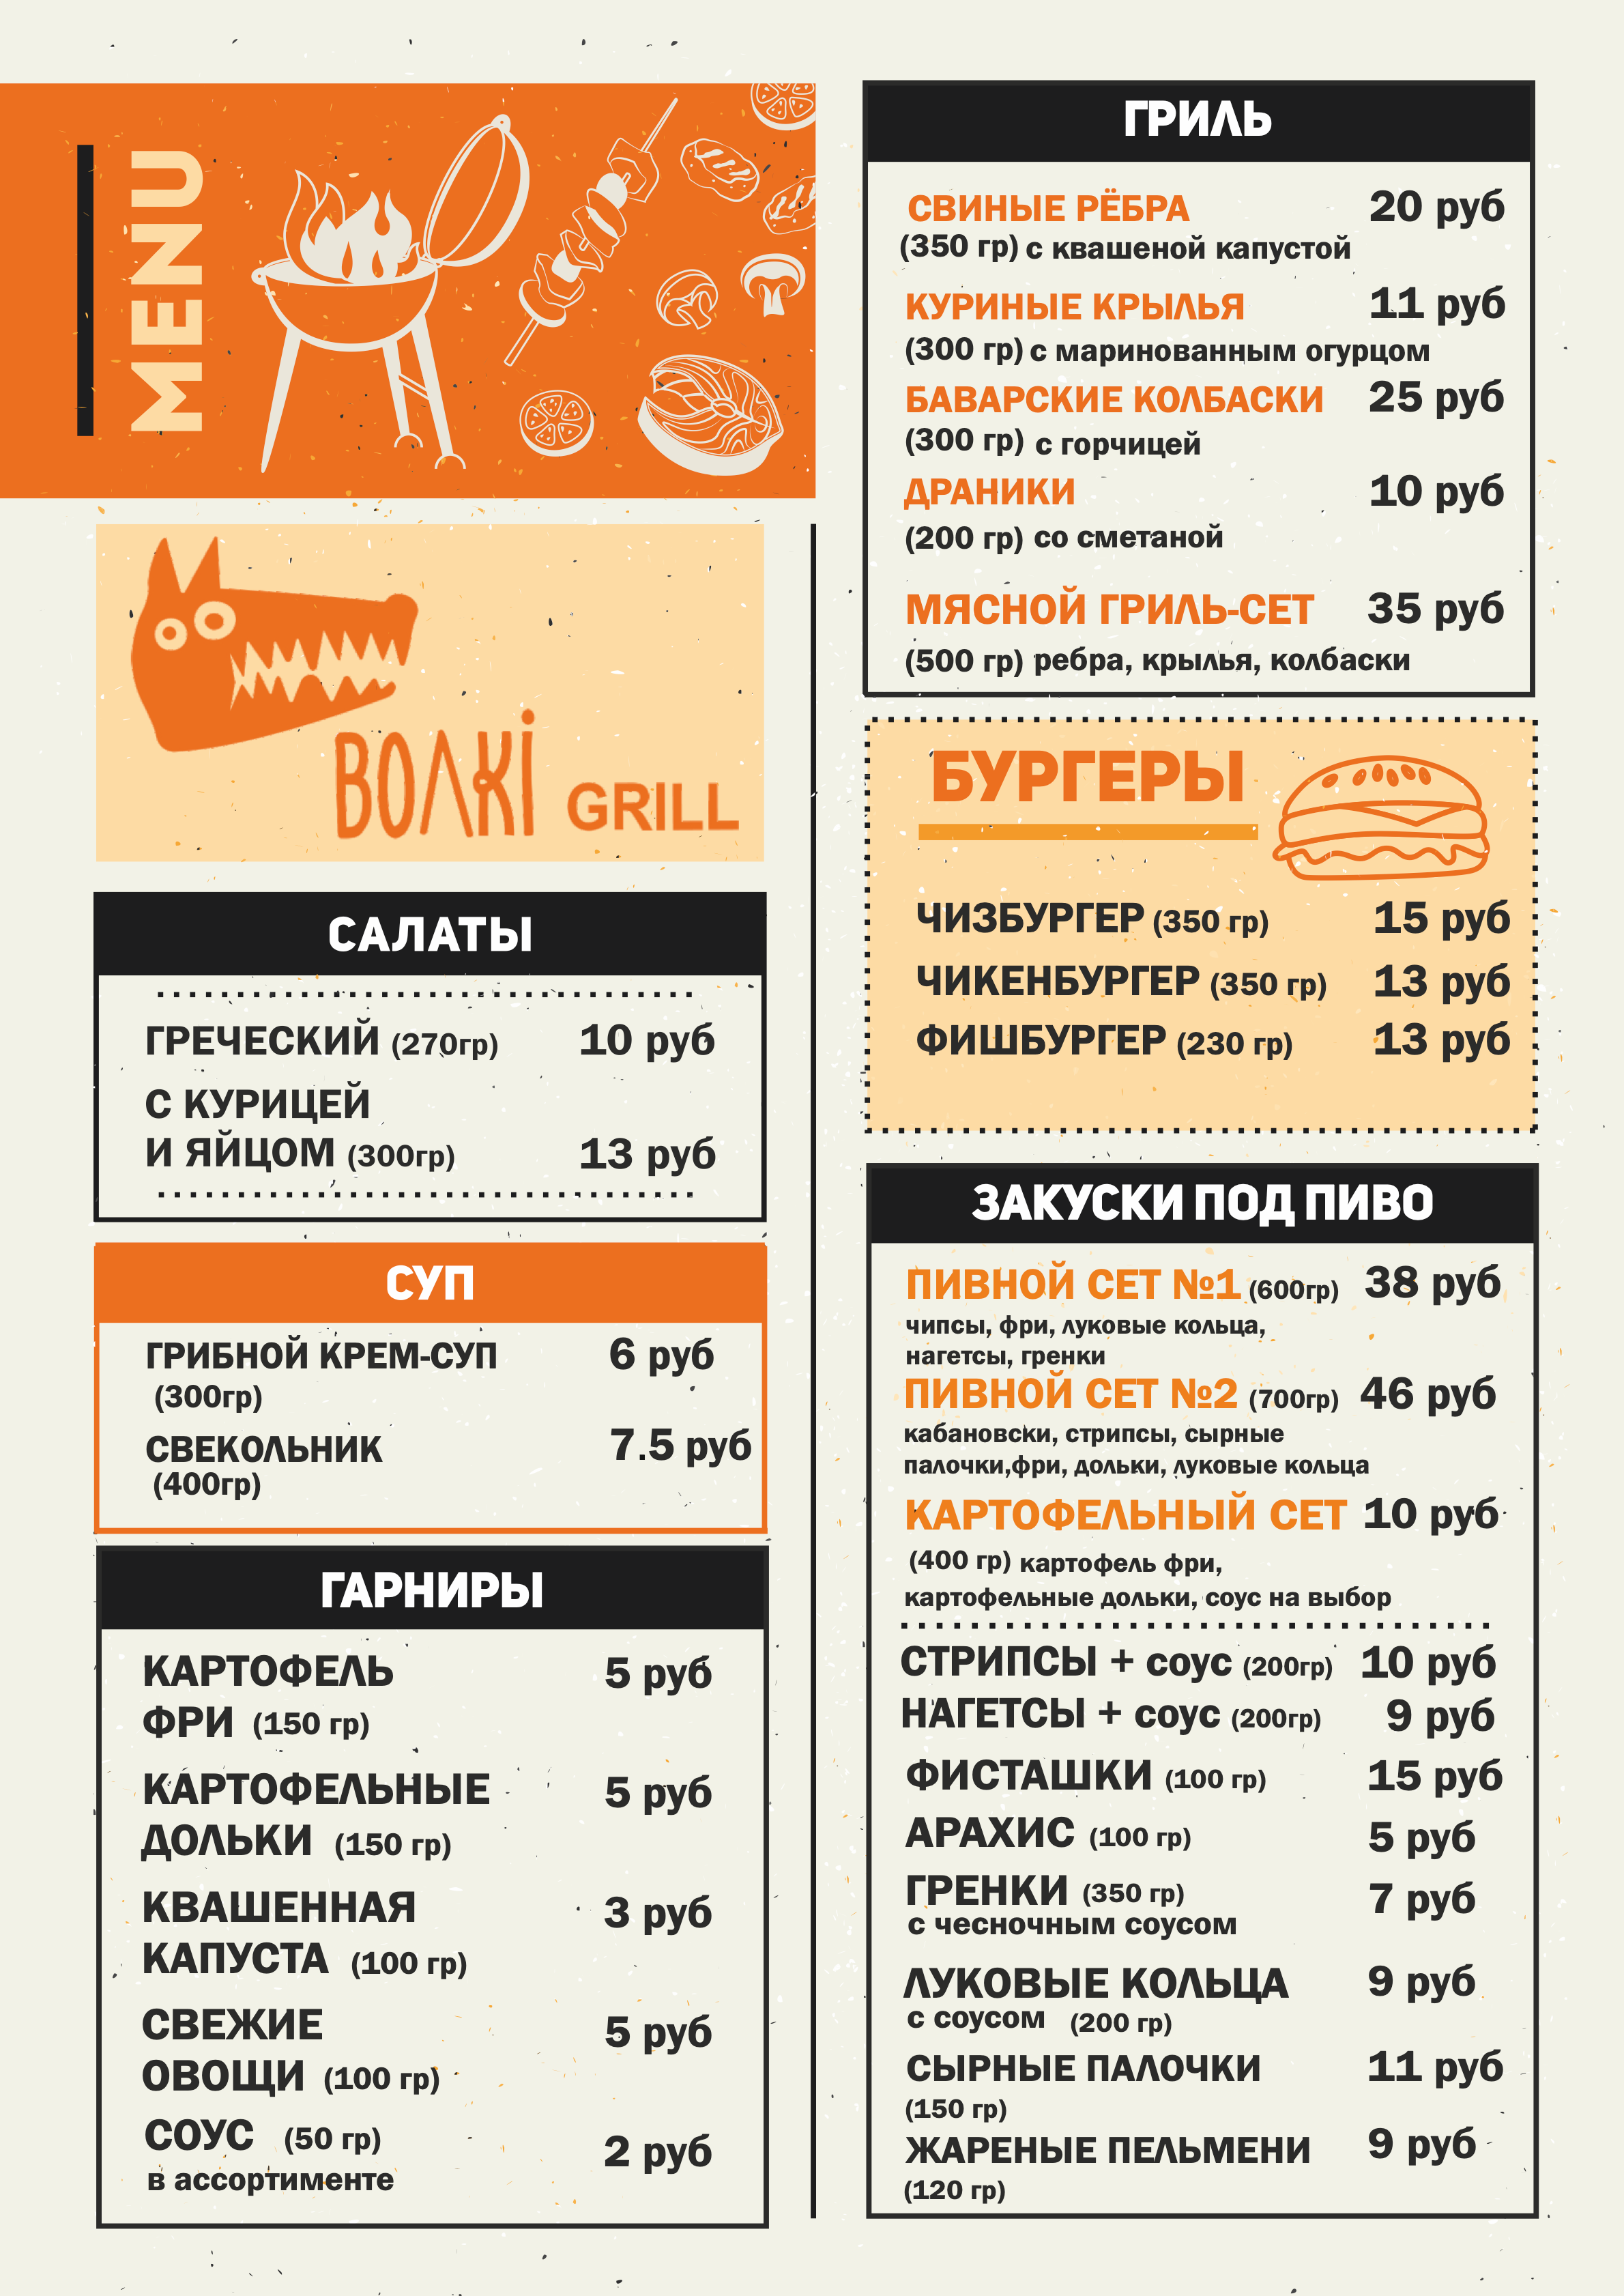 MENU
ВОЛКІ GRILL
САЛАТЫ
ГРЕЧЕСКИЙ (270гр) 10 руб
С КУРИЦЕЙ
И ЯЙЦОМ (300гр) 13 руб
СУП
ГРИБНОЙ КРЕМ-СУП 6 руб
(300гр)
СВЕКОЛЬНИК 7.5 руб
(400гр)
ГАРНИРЫ
КАРТОФЕЛЬ 5 руб
ФРИ (150 гр)
КАРТОФЕЛЬНЫЕ 5 руб
ДОЛЬКИ (150 гр)
КВАШЕННАЯ 3 руб
КАПУСТА (100 гр)
СВЕЖИЕ 5 руб
ОВОЩИ (100 гр)
СОУС (50 гр) 2 руб
в ассортименте
ГРИЛЬ
СВИНЫЕ РЁБРА 20 руб
(350 гр) с квашеной капустой
КУРИНЫЕ КРЫЛЬЯ 11 руб
(300 гр) с маринованным огурцом
БАВАРСКИЕ КОЛБАСКИ 25 руб
(300 гр) с горчицей
ДРАНИКИ 10 руб
(200 гр) со сметаной
МЯСНОЙ ГРИЛЬ-СЕТ 35 руб
(500 гр) ребра, крылья, колбаски
БУРГЕРЫ
ЧИЗБУРГЕР (350 гр) 15 руб
ЧИКЕНБУРГЕР (350 гр) 13 руб
ФИШБУРГЕР (230 гр) 13 руб
ЗАКУСКИ ПОД ПИВО
ПИВНОЙ СЕТ №1 (600гр) 38 руб
чипсы, фри, луковые кольца,
нагетсы, гренки
ПИВНОЙ СЕТ №2 (700гр) 46 руб
кабановски, стрипсы, сырные
палочки,фри, дольки, луковые кольца
КАРТОФЕЛЬНЫЙ СЕТ 10 руб
(400 гр) картофель фри,
картофельные дольки, соус на выбор
СТРИПСЫ + соус (200гр) 10 руб
НАГЕТСЫ + соус (200гр) 9 руб
ФИСТАШКИ (100 гр) 15 руб
АРАХИС (100 гр) 5 руб
ГРЕНКИ (350 гр) 7 руб
с чесночным соусом
ЛУКОВЫЕ КОЛЬЦА 9 руб
с соусом (200 гр)
СЫРНЫЕ ПАЛОЧКИ 11 руб
(150 гр)
ЖАРЕНЫЕ ПЕЛЬМЕНИ 9 руб
(120 гр)